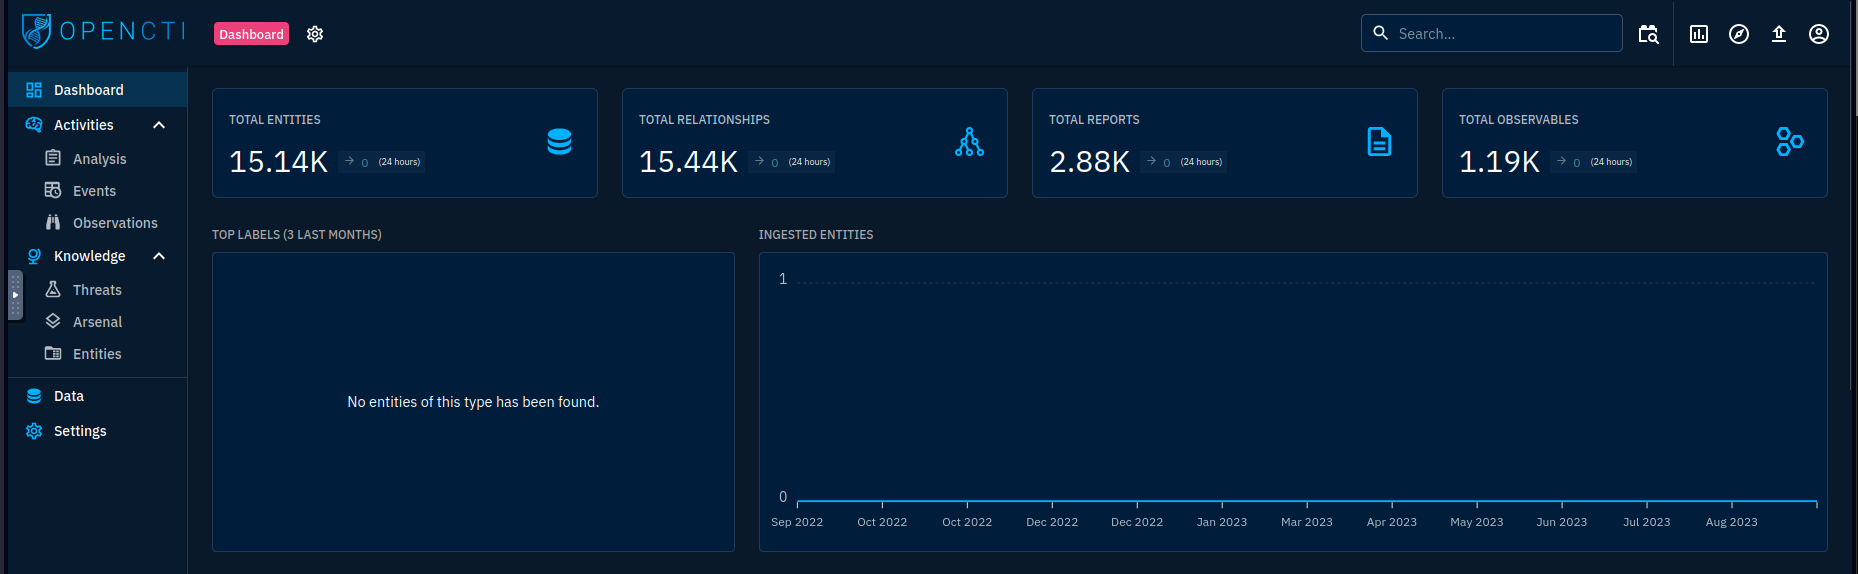 OPENCTI
Dashboard
Search...
Dashboard
Activities
Analysis
Events
Observations
Knowledge
Threats
Arsenal
Entities
Data
Settings
TOTAL ENTITIES
15.14K 0 (24 hours)
TOTAL RELATIONSHIPS
15.44K 0 (24 hours)
TOTAL REPORTS
2.88K 0 (24 hours)
TOTAL OBSERVABLES
1.19K 0 (24 hours)
TOP LABELS (3 LAST MONTHS)
No entities of this type has been found.
INGESTED ENTITIES
1
0
Sep 2022 Oct 2022 Oct 2022 Dec 2022 Dec 2022 Jan 2023 Mar 2023 Apr 2023 May 2023 Jun 2023 Jul 2023 Aug 2023